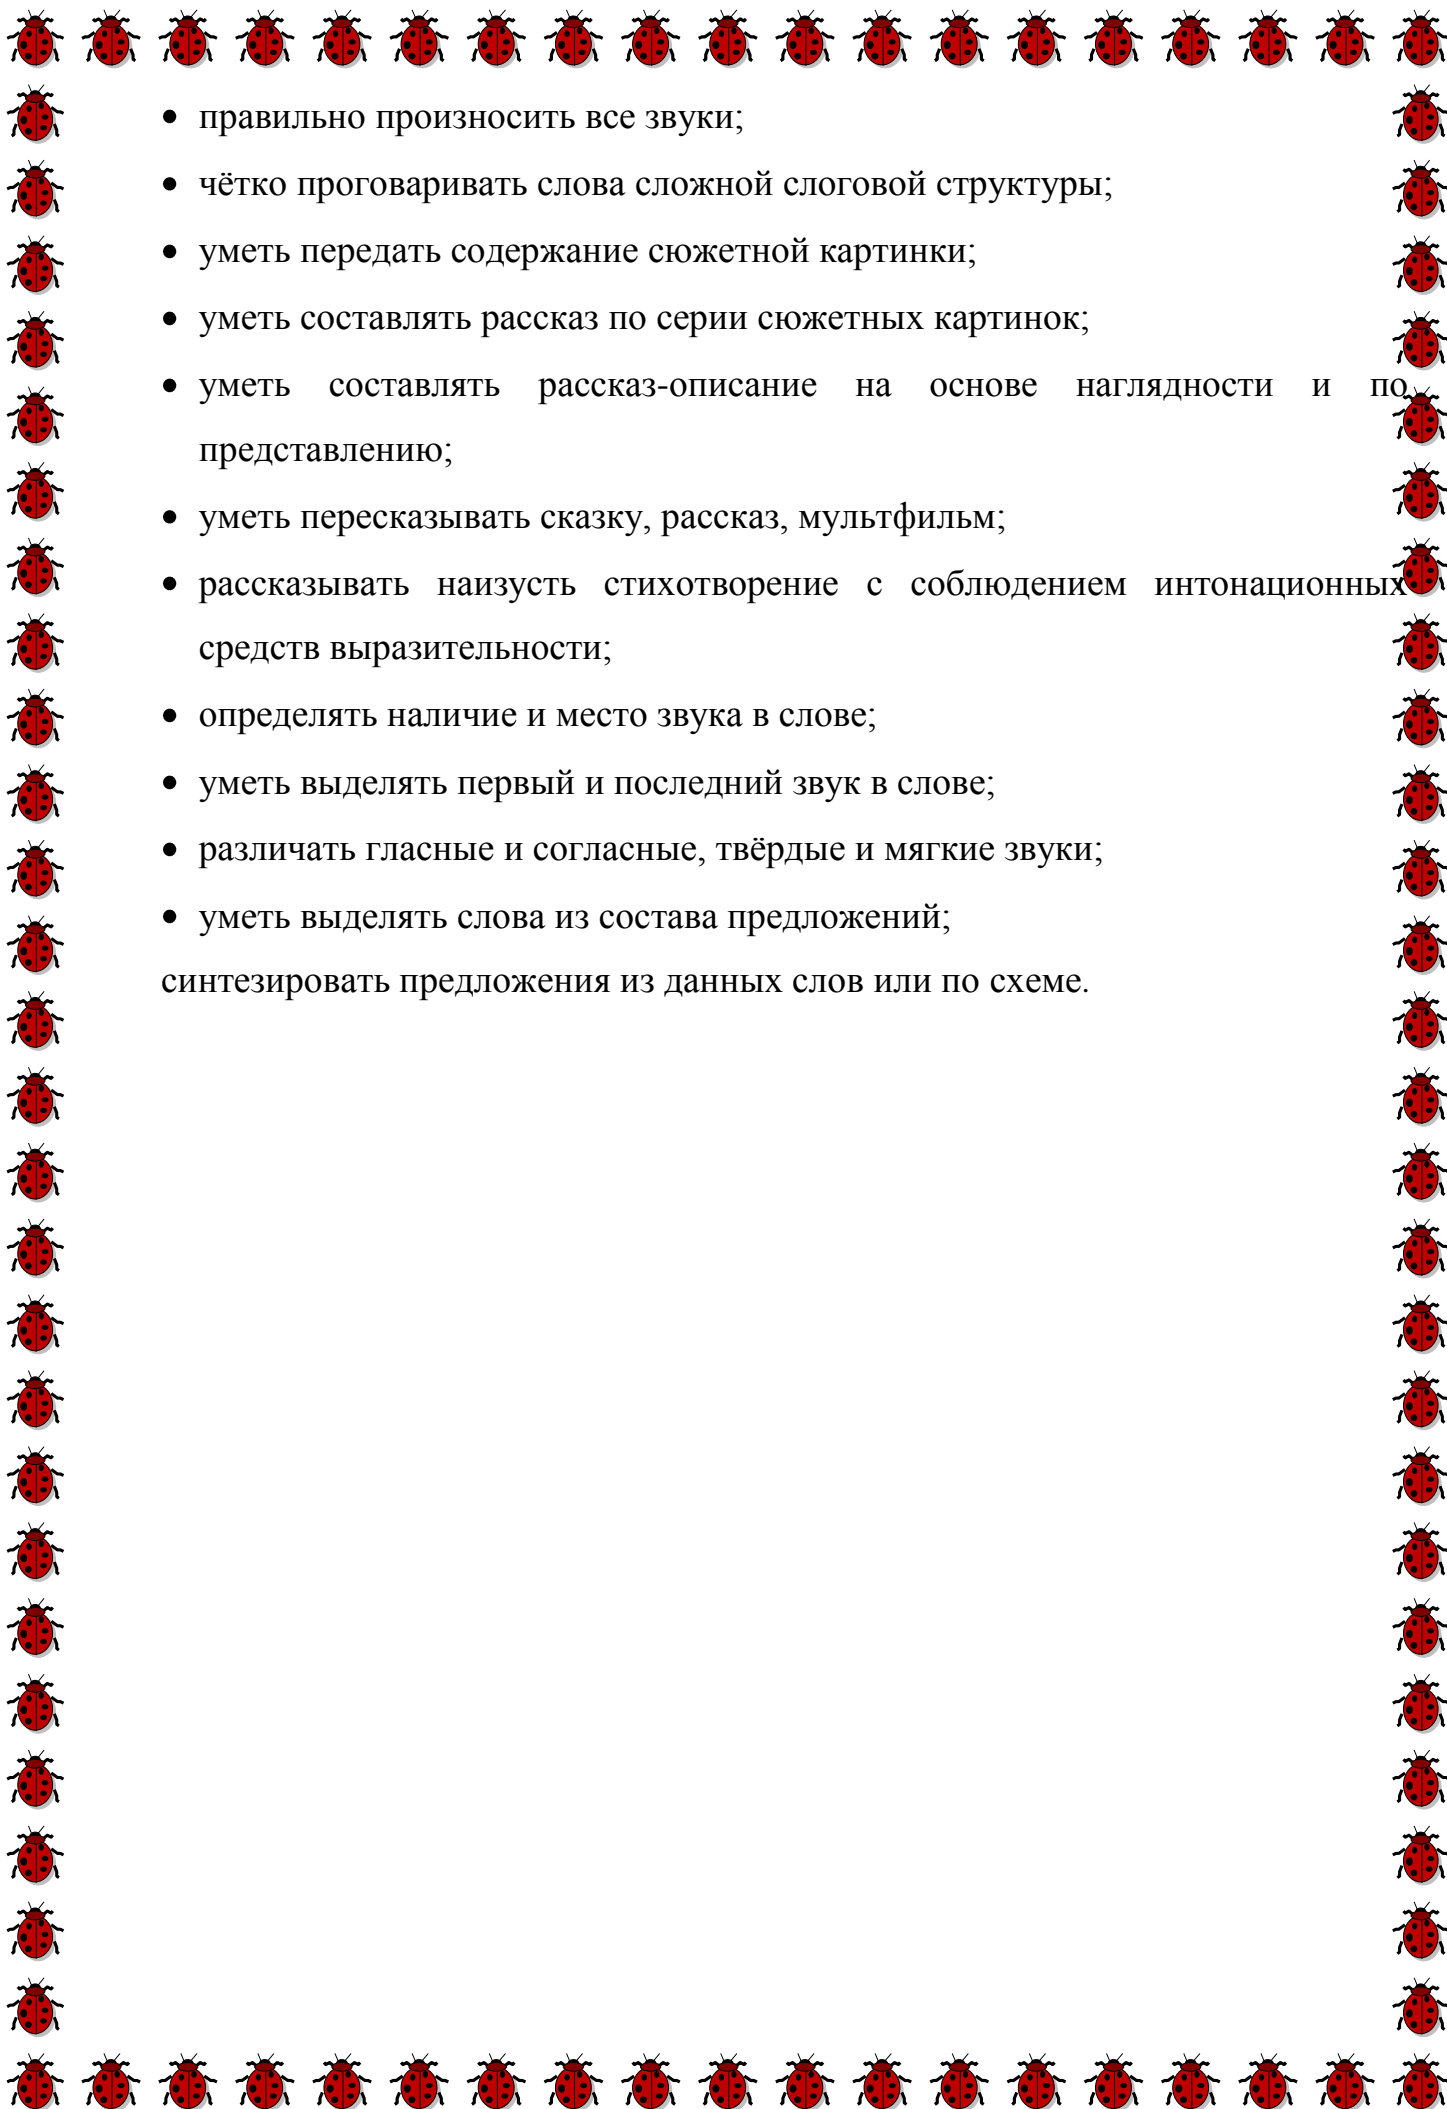 • правильно произносить все звуки;
• чётко проговаривать слова сложной слоговой структуры;
• уметь передать содержание сюжетной картинки;
• уметь составлять рассказ по серии сюжетных картинок;
• уметь составлять рассказ-описание на основе наглядности и по
представлению;
• уметь пересказывать сказку, рассказ, мультфильм;
• рассказывать наизусть стихотворение с соблюдением интонационных
средств выразительности;
• определять наличие и место звука в слове;
• уметь выделять первый и последний звук в слове;
• различать гласные и согласные, твёрдые и мягкие звуки;
• уметь выделять слова из состава предложений;
синтезировать предложения из данных слов или по схеме.